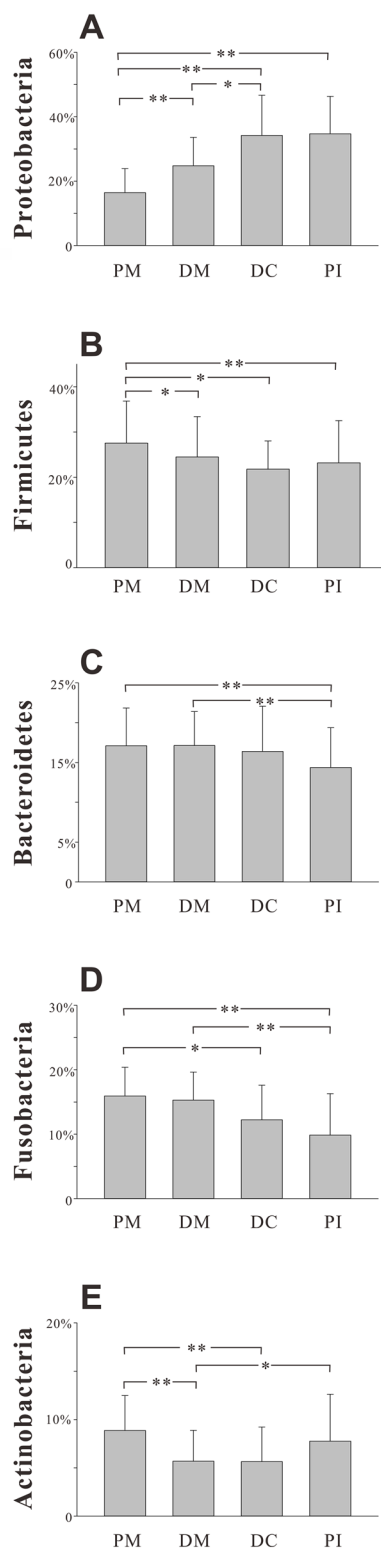 A
Proteobacteria
60%
40%
20%
0
**
**
**
*
PM DM DC PI
B
Firmicutes
40%
20%
0
**
*
*
PM DM DC PI
C
Bacteroidetes
25%
15%
5%
0
**
**
PM DM DC PI
D
Fusobacteria
30%
20%
10%
0
**
**
*
PM DM DC PI
E
Actinobacteria
20%
10%
0
**
*
**
PM DM DC PI